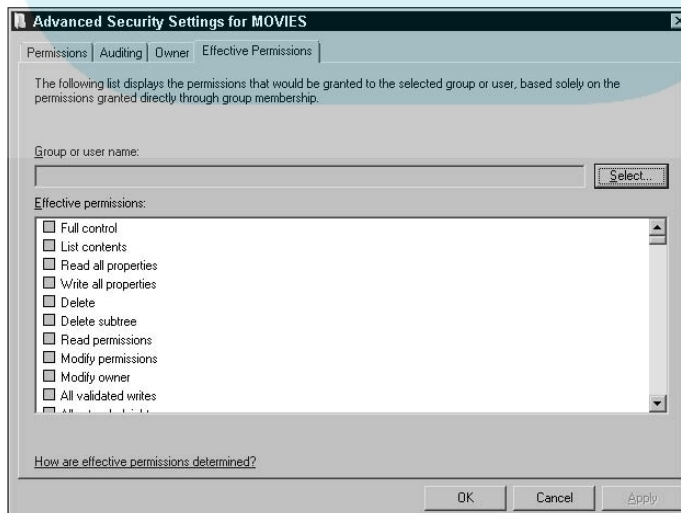 Advanced Security Settings for MOVIES
Permissions
Auditing
Owner
Effective Permissions
The following list displays the permissions that would be granted to the selected group or user, based solely on the
permissions granted directly through group membership.
Group or user name:
Select...
Effective permissions:
Full control
List contents
Read all properties
Write all properties
Delete
Delete subtree
Read permissions
Modify permissions
Modify owner
All validated writes
How are effective permissions determined?
OK
Cancel
Apply